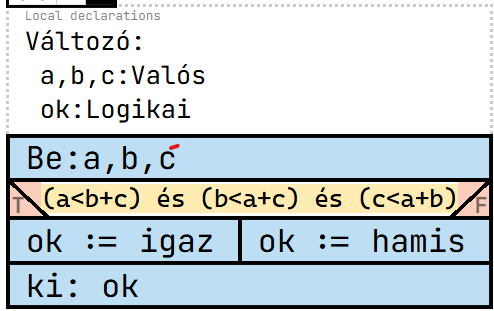 Local declarations
Változó:
a,b,c:Valós
ok:Logikai
Be:a,b,c
T (a<b+c) és (b<a+c) és (c<a+b) F
ok := igaz ok := hamis
ki: ok